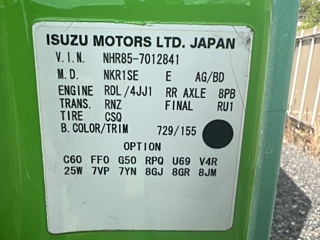 ISUZU MOTORS LTD. JAPAN
V.I.N. NHR85-7012841
M.D. NKR1SE E AG/BD
ENGINE RDL/4JJ1 RR AXLE 8PB
TRANS. RNZ FINAL RU1
TIRE CSQ
B.COLOR/TRIM 729/155
OPTION
C60 FF0 G50 RPQ U69 V4R
25W 7VP 7YN 8GJ 8GR 8JM